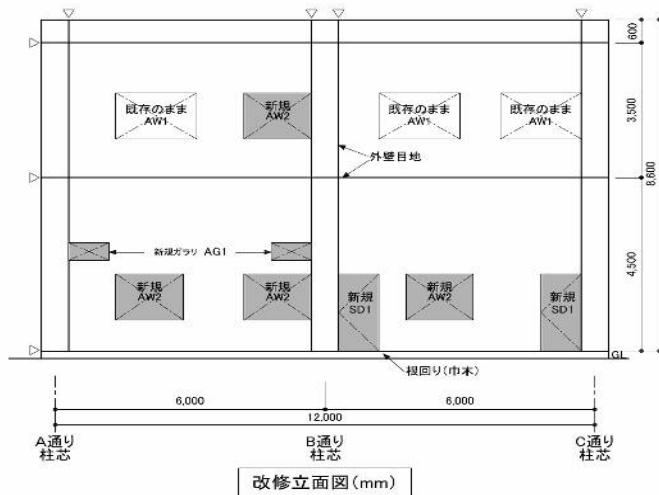 600
既存のまま
AW1
新規
AW2
既存のまま
AW1
既存のまま
AW1
3,500
外壁目地
8,600
新規ガラリ AG1
4,500
新規
AW2
新規
AW2
新規
SD1
新規
AW2
新規
SD1
GL
根回り(巾木)
6,000
6,000
12,000
A通り
柱芯
B通り
柱芯
C通り
柱芯
改修立面図(mm)